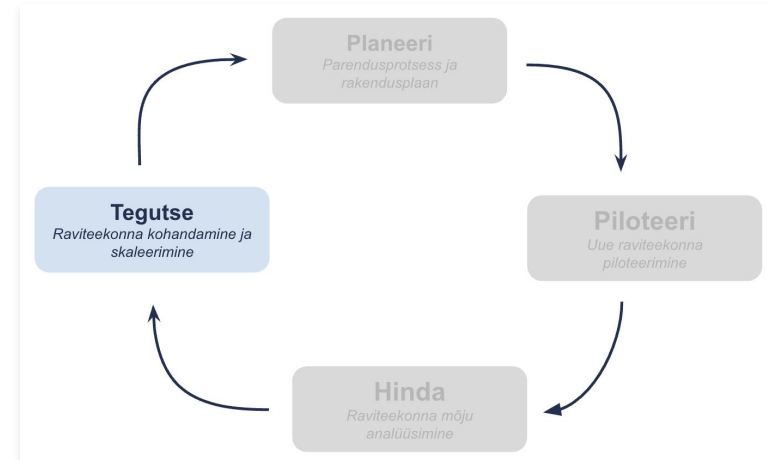 Planeeri
Parendusprotsess ja
rakendusplaan
Tegutse
Raviteekonna kohandamine ja
skaleerimine
Piloteeri
Uue raviteekonna
piloteerimine
Hinda
Raviteekonna mõju
analüüsimine